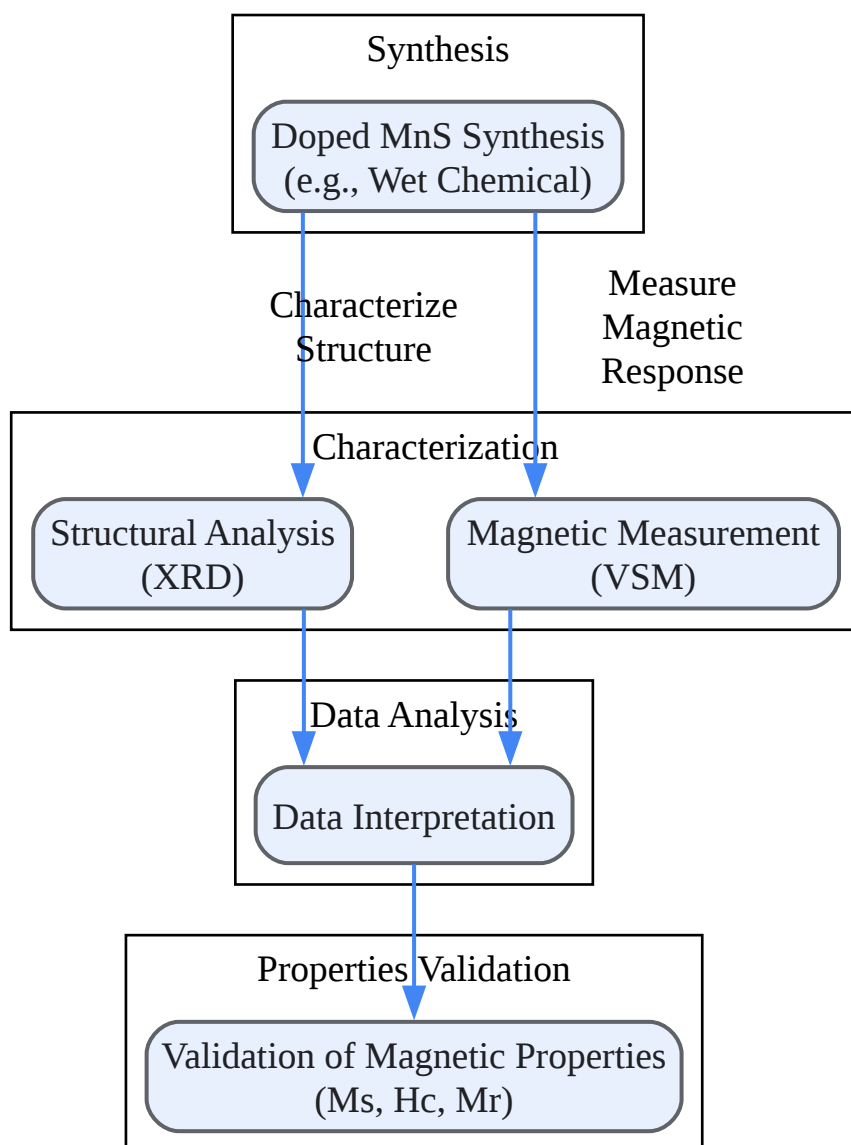 Synthesis
Doped MnS Synthesis
(e.g., Wet Chemical)
Characterize
Structure
Measure
Magnetic
Response
Characterization
Structural Analysis
(XRD)
Magnetic Measurement
(VSM)
Data Analysis
Data Interpretation
Properties Validation
Validation of Magnetic Properties
(Ms, Hc, Mr)